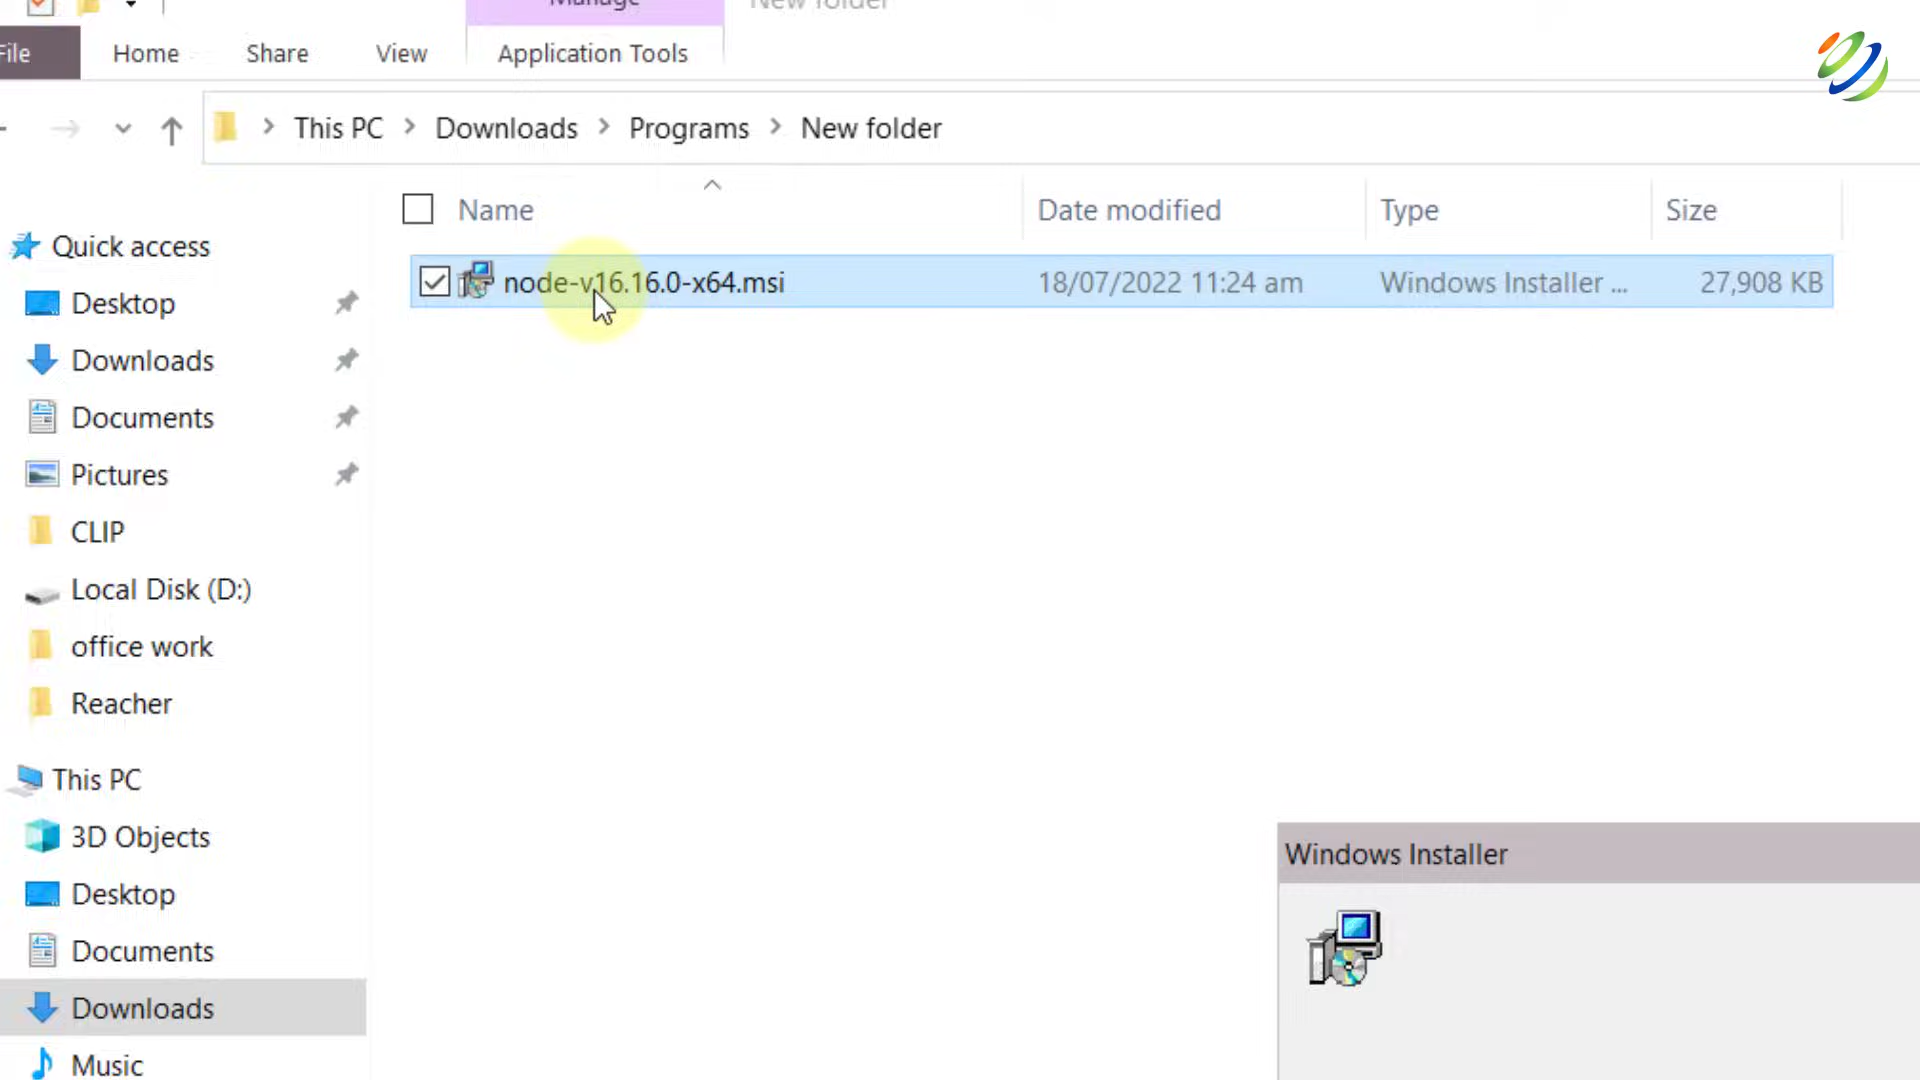 Manage
New folder
File
Home
Share
View
Application Tools
This PC
Downloads
Programs
New folder
Name
Date modified
Type
Size
node-v16.16.0-x64.msi
18/07/2022 11:24 am
Windows Installer ...
27,908 KB
Quick access
Desktop
Downloads
Documents
Pictures
CLIP
Local Disk (D:)
office work
Reacher
This PC
3D Objects
Desktop
Documents
Downloads
Music
Windows Installer